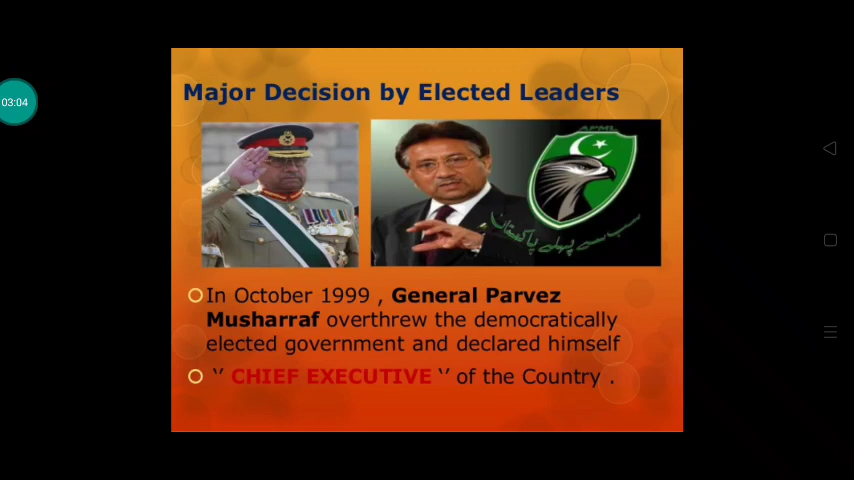 03:04
Major Decision by Elected Leaders
APML
سب سے پہلے پاکستان
In October 1999 , General Parvez
Musharraf overthrew the democratically
elected government and declared himself
‘’ CHIEF EXECUTIVE ‘’ of the Country .